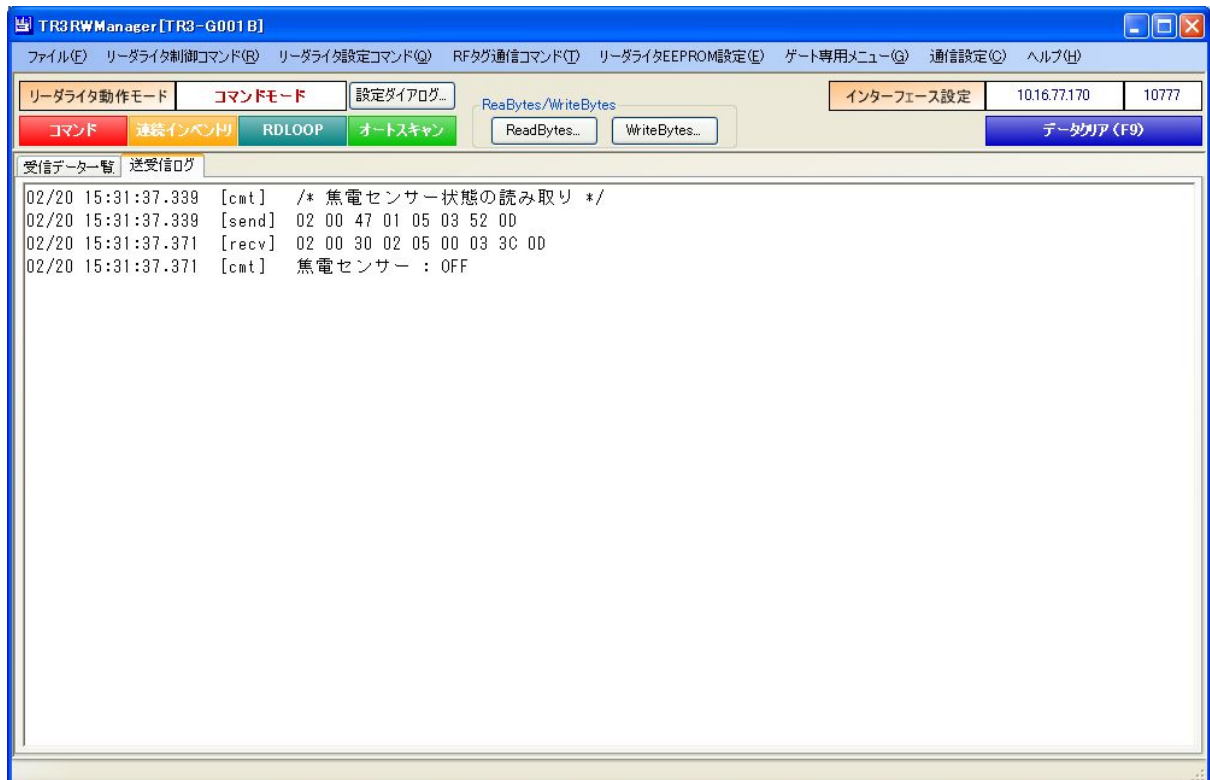 TR3RWManager[TR3-G001B]
ファイル(F) リーダライタ制御コマンド(R) リーダライタ設定コマンド(Q) RFタグ通信コマンド(T) リーダライタEEPROM設定(E) ゲート専用メニュー(G) 通信設定(C) ヘルプ(H)
リーダライタ動作モード コマンドモード 設定ダイアログ... ReaBytes/WriteBytes インターフェース設定 10.16.77.170 10777
コマンド 連続インベントリ RDLOOP オートスキャン ReadBytes... WriteBytes... データクリア (F9)
受信データ一覧 送受信ログ
02/20 15:31:37.339 [cmt] /* 焦電センサー状態の読み取り */
02/20 15:31:37.339 [send] 02 00 47 01 05 03 52 0D
02/20 15:31:37.371 [recv] 02 00 30 02 05 00 03 3C 0D
02/20 15:31:37.371 [cmt] 焦電センサー : OFF